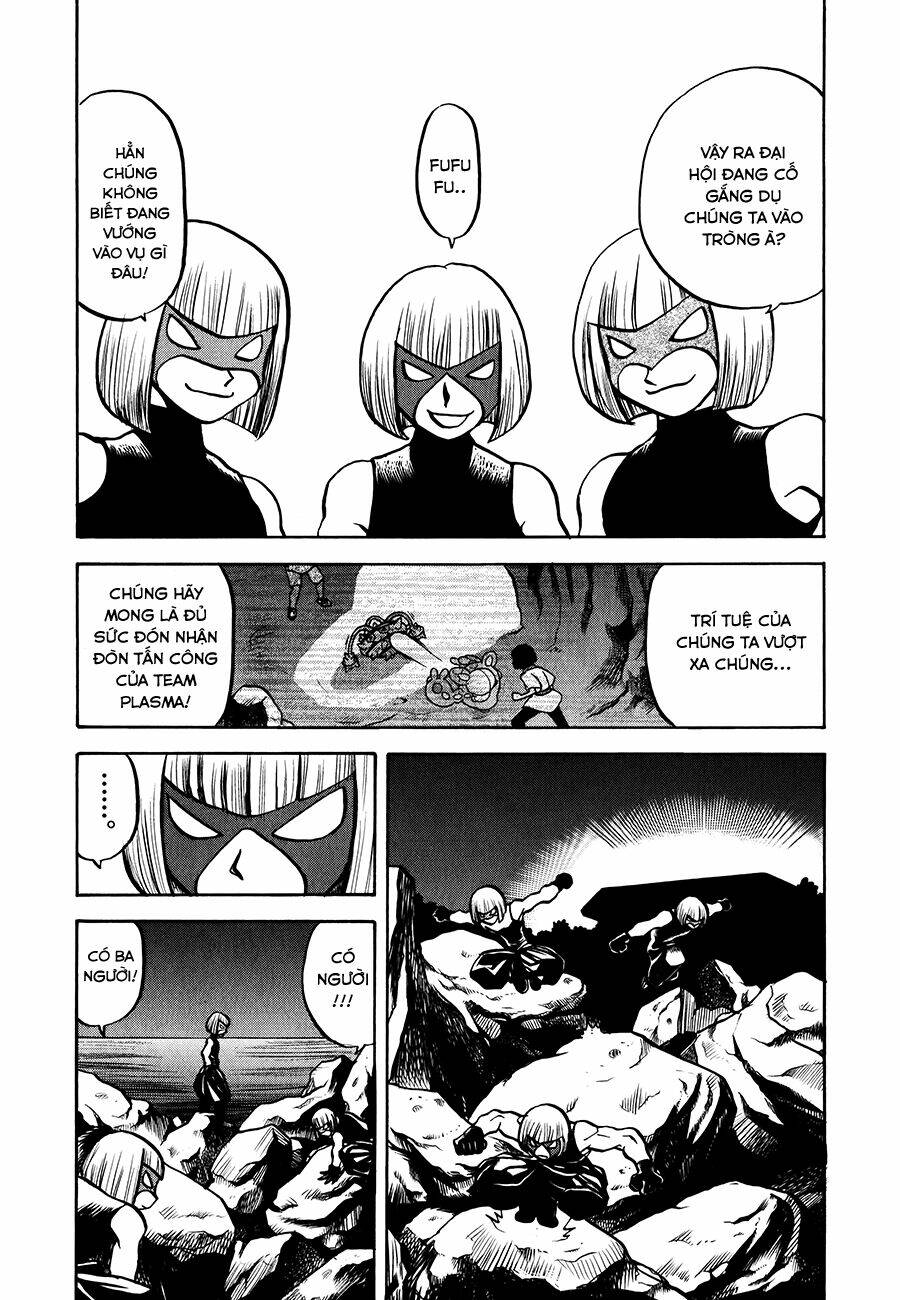 VẬY RA ĐẠI
HỘI ĐANG CỐ
GẮNG DỤ
CHÚNG TA VÀO
TRÒNG À?
FUFU
FU..
HẲN
CHÚNG
KHÔNG
BIẾT ĐANG
VƯỚNG
VÀO VỤ GÌ
ĐÂU!
TRÍ TUỆ CỦA
CHÚNG TA VƯỢT
XA CHÚNG...
CHÚNG HÃY
MONG LÀ ĐỦ
SỨC ĐÓN NHẬN
ĐÒN TẤN CÔNG
CỦA TEAM
PLASMA!
......
CÓ
NGƯỜI
!!!
CÓ BA
NGƯỜI!